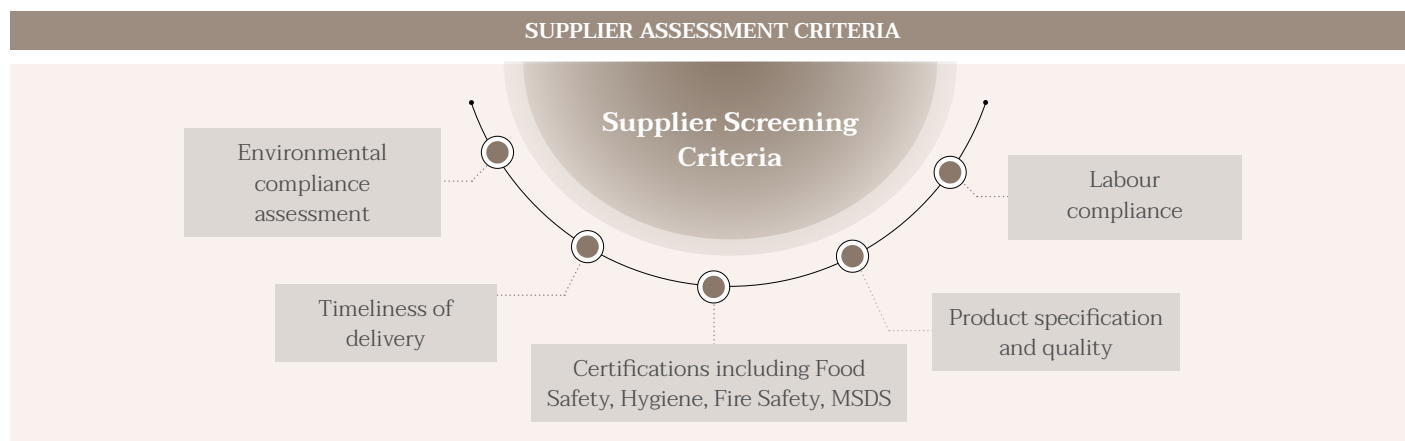 SUPPLIER ASSESSMENT CRITERIA
Supplier Screening
Criteria
Environmental
compliance
assessment
Timeliness of
delivery
Certifications including Food
Safety, Hygiene, Fire Safety, MSDS
Product specification
and quality
Labour
compliance